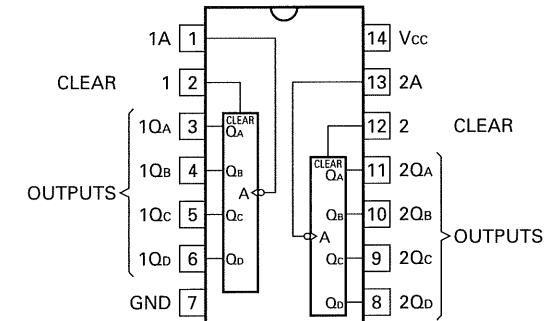 1A 1 14 Vcc
CLEAR 1 2 13 2A
1QA 3 CLEAR QA 12 2 CLEAR
1QB 4 QB CLEAR QA 11 2QA
OUTPUTS A
1QC 5 QC QB 10 2QB
A OUTPUTS
1QD 6 QD QC 9 2QC
GND 7 QD 8 2QD